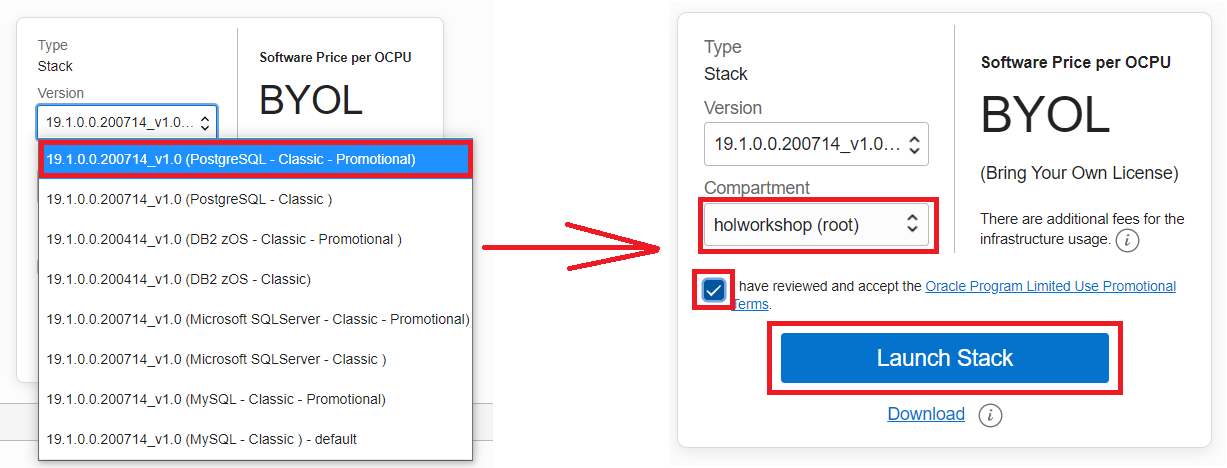 Type
Stack
Version
19.1.0.0.200714_v1.0...
Software Price per OCPU
BYOL
19.1.0.0.200714_v1.0 (PostgreSQL - Classic - Promotional)
19.1.0.0.200714_v1.0 (PostgreSQL - Classic )
19.1.0.0.200414_v1.0 (DB2 zOS - Classic - Promotional )
19.1.0.0.200414_v1.0 (DB2 zOS - Classic)
19.1.0.0.200714_v1.0 (Microsoft SQLServer - Classic - Promotional)
19.1.0.0.200714_v1.0 (Microsoft SQLServer - Classic )
19.1.0.0.200714_v1.0 (MySQL - Classic - Promotional)
19.1.0.0.200714_v1.0 (MySQL - Classic ) - default
Type
Stack
Version
19.1.0.0.200714_v1.0...
Compartment
holworkshop (root)
Software Price per OCPU
BYOL
(Bring Your Own License)
There are additional fees for the
infrastructure usage. i
have reviewed and accept the Oracle Program Limited Use Promotional
Terms.
Launch Stack
Download i